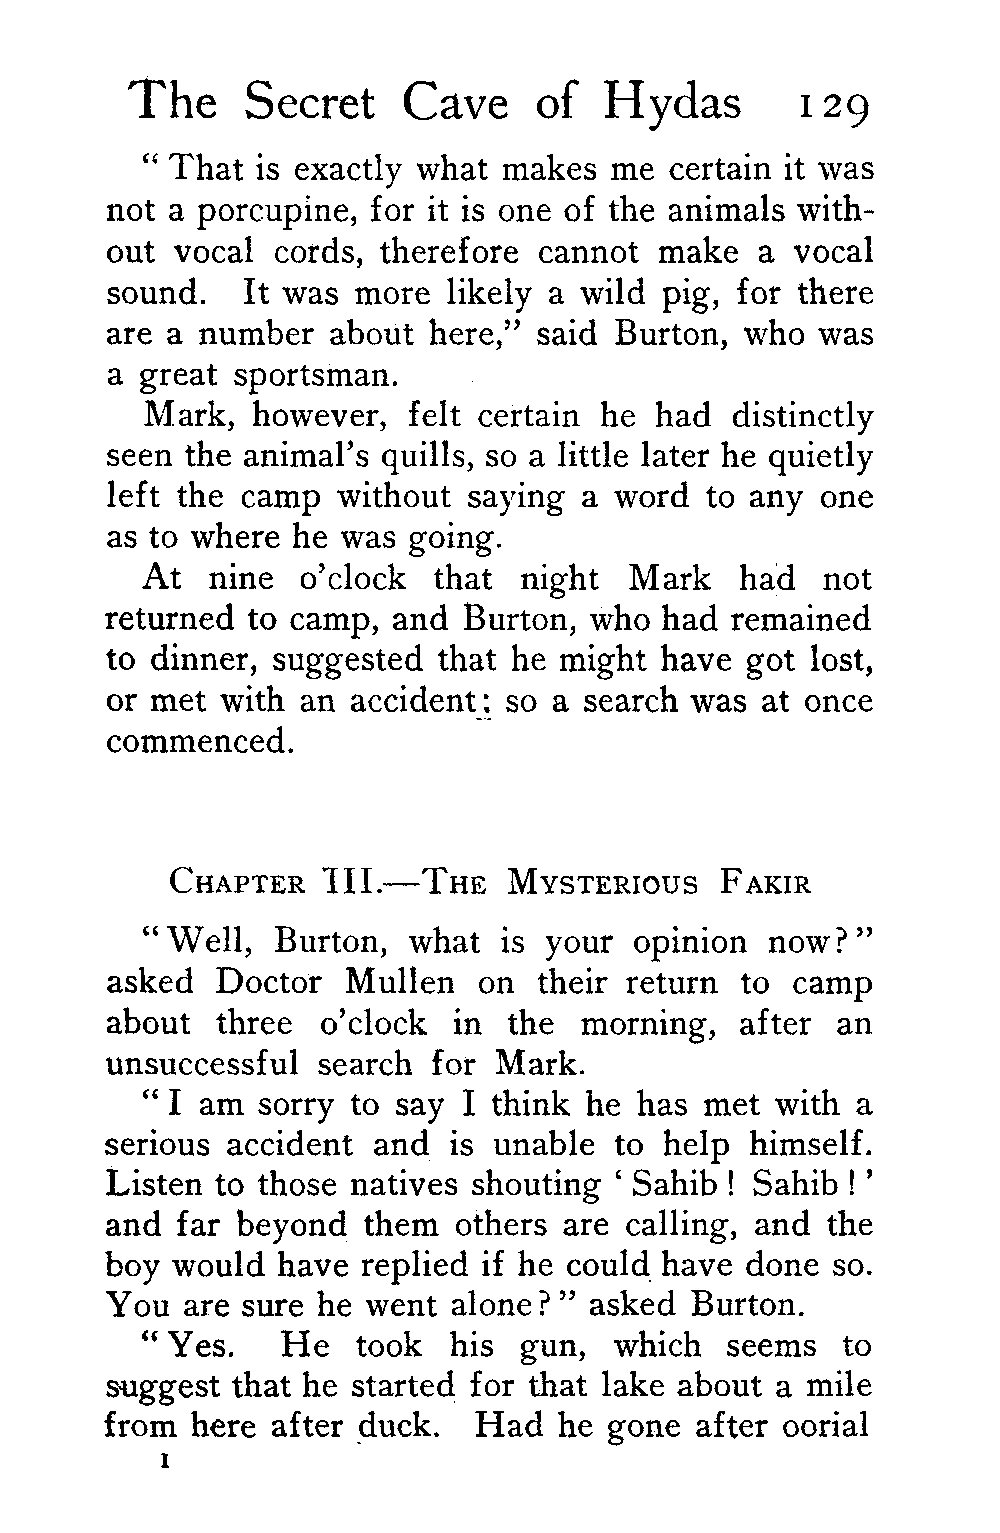 The Secret Cave of Hydas 129
" That is exactly what makes me certain it was
not a porcupine, for it is one of the animals with-
out vocal cords, therefore cannot make a vocal
sound. It was more likely a wild pig, for there
are a number about here," said Burton, who was
a great sportsman.
Mark, however, felt certain he had distinctly
seen the animal's quills, so a little later he quietly
left the camp without saying a word to any one
as to where he was going.
At nine o'clock that night Mark had not
returned to camp, and Burton, who had remained
to dinner, suggested that he might have got lost,
or met with an accident; so a search was at once
commenced.
CHAPTER III.—THE MYSTERIOUS FAKIR
"Well, Burton, what is your opinion now?"
asked Doctor Mullen on their return to camp
about three o'clock in the morning, after an
unsuccessful search for Mark.
"I am sorry to say I think he has met with a
serious accident and is unable to help himself.
Listen to those natives shouting ' Sahib ! Sahib ! '
and far beyond them others are calling, and the
boy would have replied if he could have done so.
You are sure he went alone?" asked Burton.
"Yes. He took his gun, which seems to
suggest that he started for that lake about a mile
from here after duck. Had he gone after oorial
I